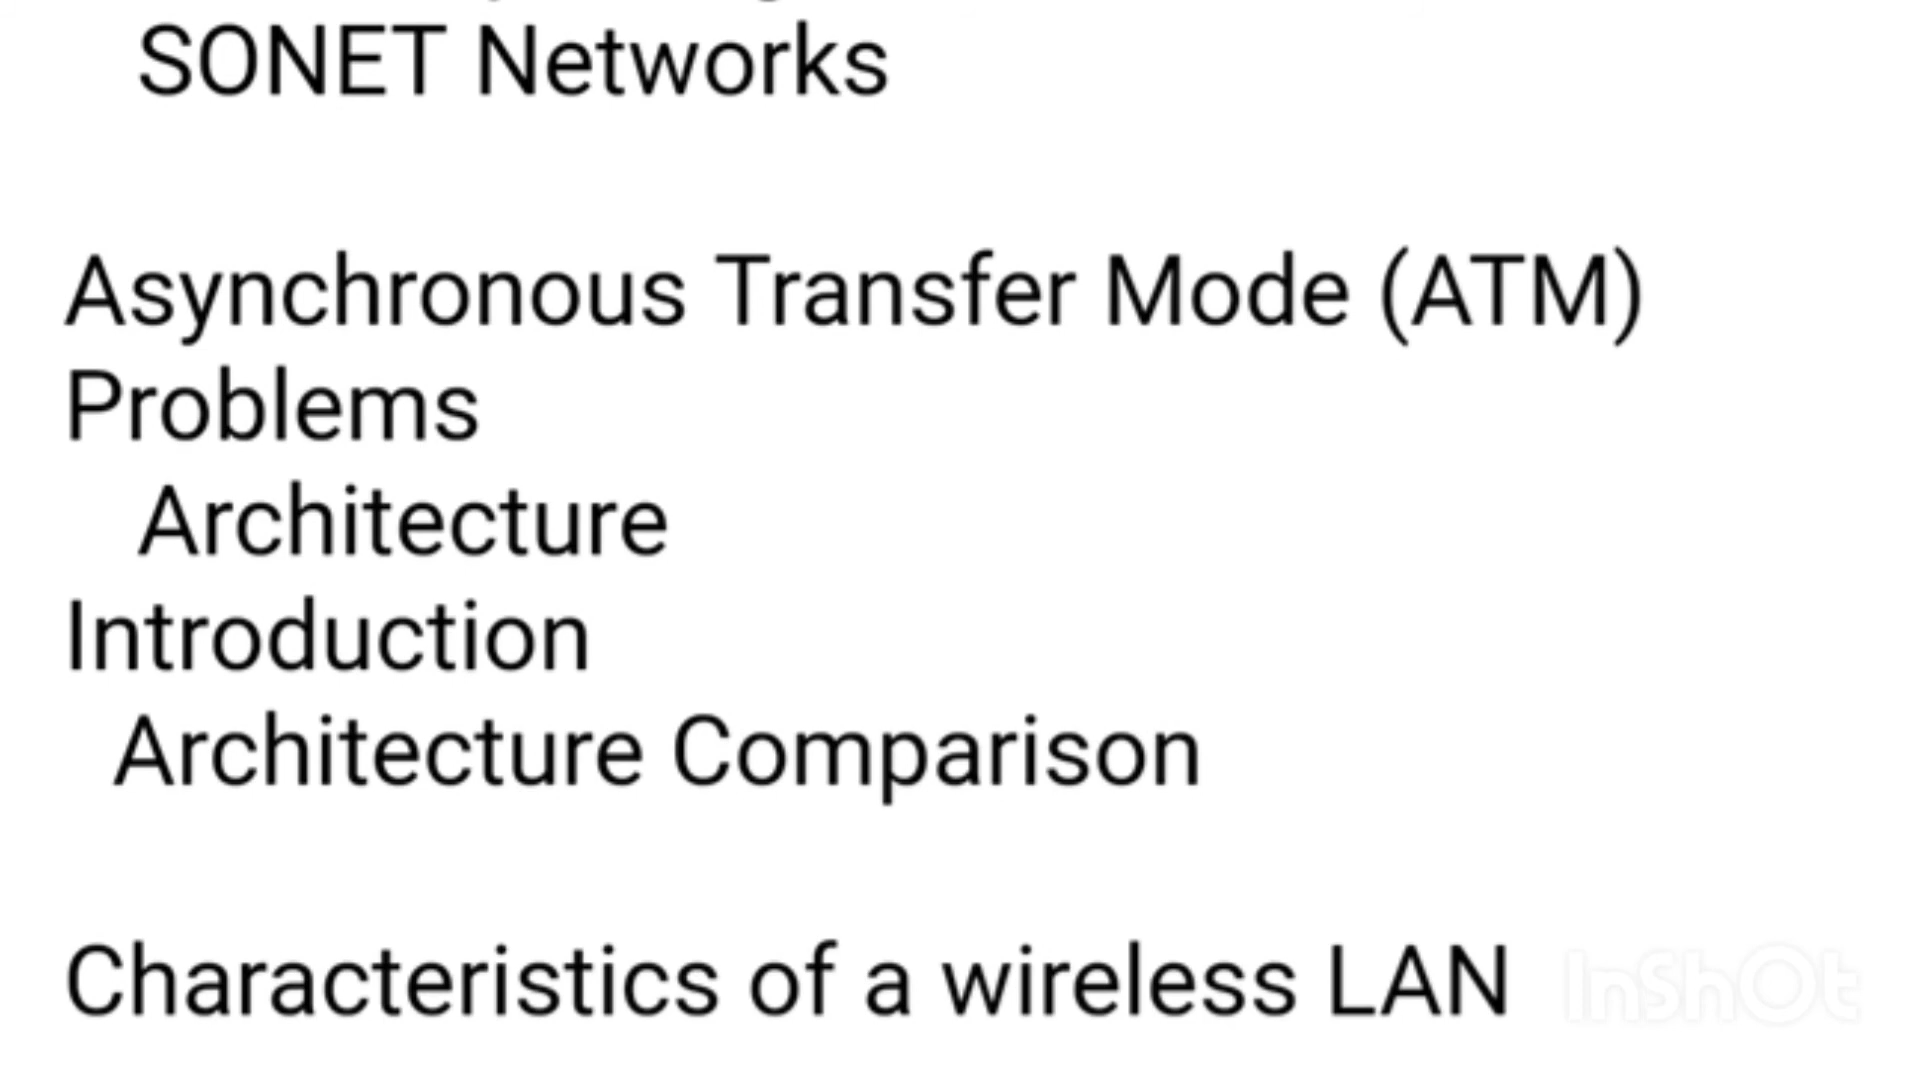 SONET Networks
Asynchronous Transfer Mode (ATM)
Problems
Architecture
Introduction
Architecture Comparison
Characteristics of a wireless LAN
InShOt